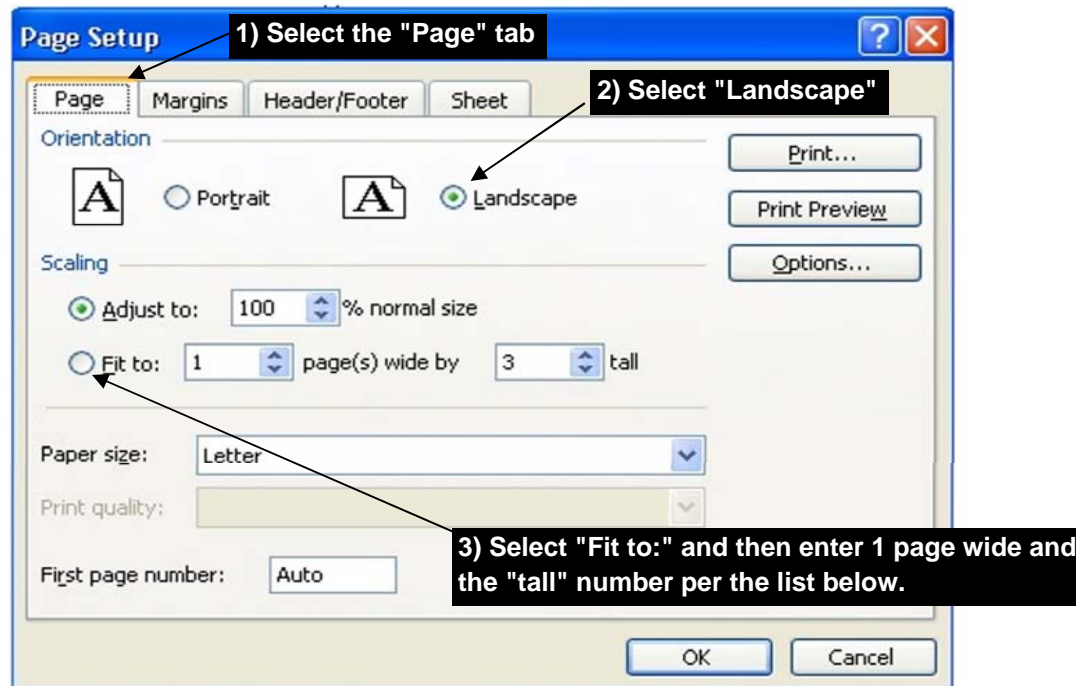 Page Setup
1) Select the "Page" tab
Page Margins Header/Footer Sheet
2) Select "Landscape"
Orientation
Print...
A Portrait A Landscape
Print Preview
Scaling
Options...
Adjust to: 100 % normal size
Fit to: 1 page(s) wide by 3 tall
Paper size: Letter
Print quality:
3) Select "Fit to:" and then enter 1 page wide and
the "tall" number per the list below.
First page number: Auto
OK Cancel